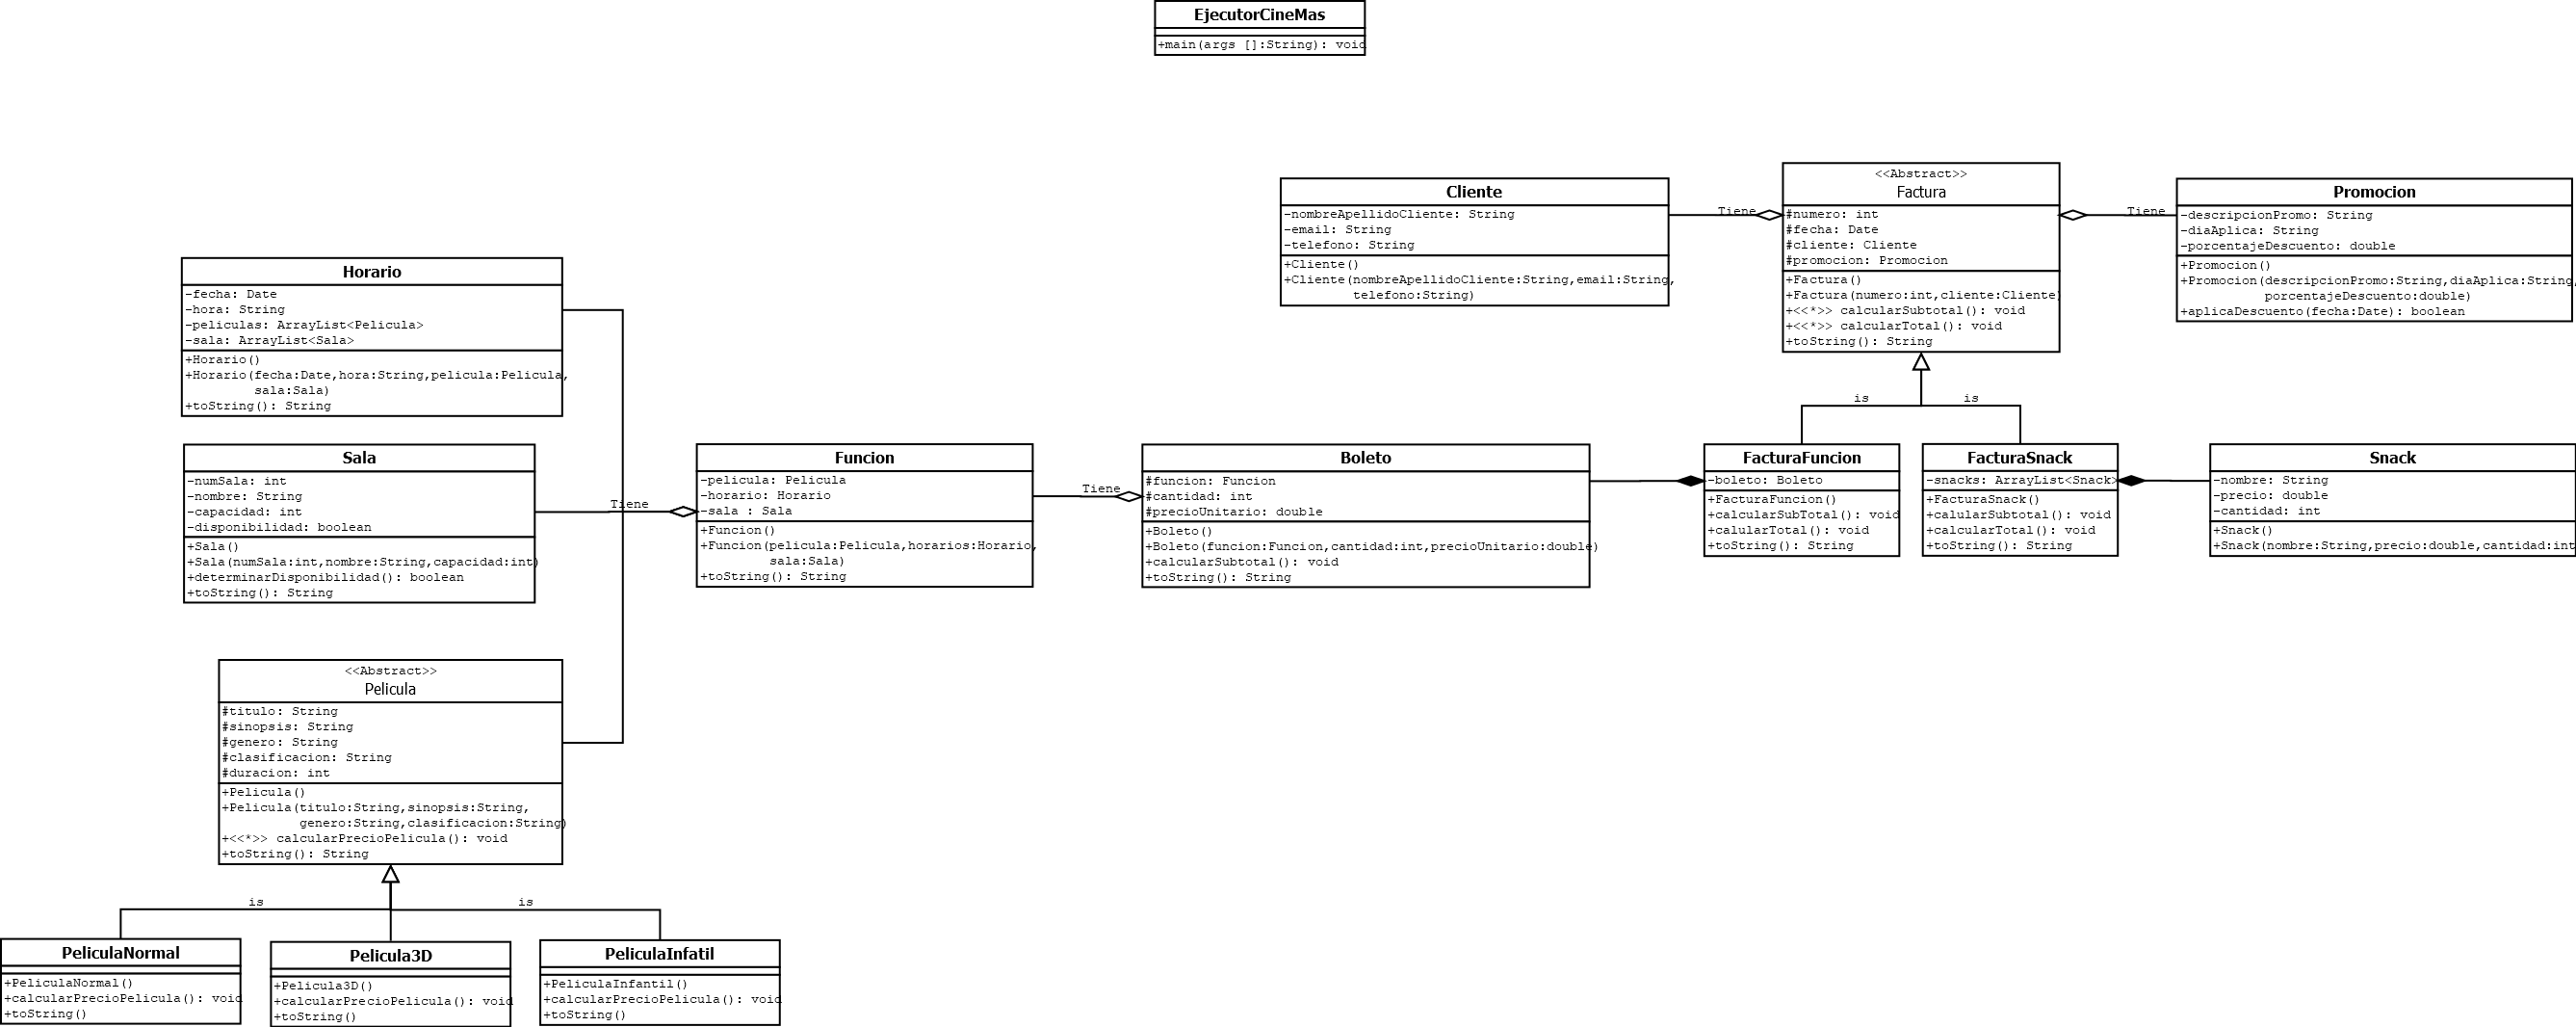 EjecutorCineMas
+main(args []:String): void
<<Abstract>>
Factura
#numero: int
#fecha: Date
#cliente: Cliente
#promocion: Promocion
+Factura()
+Factura(numero:int,cliente:Cliente)
+<<*>> calcularSubtotal(): void
+<<*>> calcularTotal(): void
+toString(): String
Cliente
-nombreApellidoCliente: String
-email: String
-telefono: String
+Cliente()
+Cliente(nombreApellidoCliente:String,email:String,
telefono:String)
Tiene
Tiene
Promocion
-descripcionPromo: String
-diaAplica: String
-porcentajeDescuento: double
+Promocion()
+Promocion(descripcionPromo:String,diaAplica:String,
porcentajeDescuento:double)
+aplicaDescuento(fecha:Date): boolean
Horario
-fecha: Date
-hora: String
-peliculas: ArrayList<Pelicula>
-sala: ArrayList<Sala>
+Horario()
+Horario(fecha:Date,hora:String,pelicula:Pelicula,
sala:Sala)
+toString(): String
is
is
Sala
-numSala: int
-nombre: String
-capacidad: int
-disponibilidad: boolean
+Sala()
+Sala(numSala:int,nombre:String,capacidad:int)
+determinarDisponibilidad(): boolean
+toString(): String
Tiene
Funcion
-pelicula: Pelicula
-horario: Horario
-sala : Sala
+Funcion()
+Funcion(pelicula:Pelicula,horarios:Horario,
sala:Sala)
+toString(): String
Tiene
Boleto
#funcion: Funcion
#cantidad: int
#precioUnitario: double
+Boleto()
+Boleto(funcion:Funcion,cantidad:int,precioUnitario:double)
+calcularSubtotal(): void
+toString(): String
FacturaFuncion
-boleto: Boleto
+FacturaFuncion()
+calcularSubTotal(): void
+calularTotal(): void
+toString(): String
FacturaSnack
-snacks: ArrayList<Snack>
+FacturaSnack()
+calularSubtotal(): void
+calcularTotal(): void
+toString(): String
Snack
-nombre: String
-precio: double
-cantidad: int
+Snack()
+Snack(nombre:String,precio:double,cantidad:int
<<Abstract>>
Pelicula
#titulo: String
#sinopsis: String
#genero: String
#clasificacion: String
#duracion: int
+Pelicula()
+Pelicula(titulo:String,sinopsis:String,
genero:String,clasificacion:String)
+<<*>> calcularPrecioPelicula(): void
+toString(): String
is
is
PeliculaNormal
+PeliculaNormal()
+calcularPrecioPelicula(): void
+toString()
Pelicula3D
+Pelicula3D()
+calcularPrecioPelicula(): void
+toString()
PeliculaInfatil
+PeliculaInfantil()
+calcularPrecioPelicula(): void
+toString()